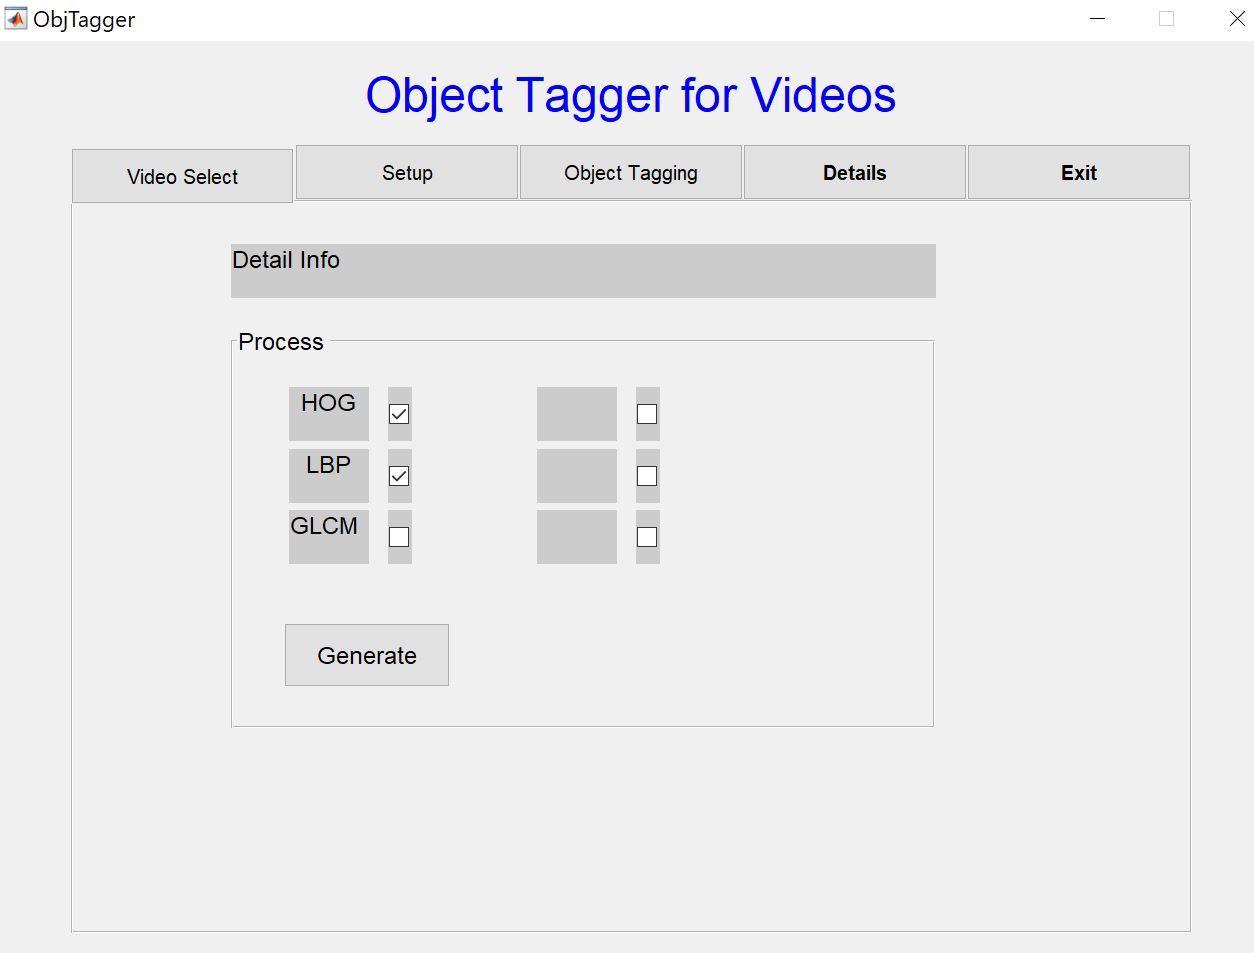 ObjTagger
Object Tagger for Videos
Video Select
Setup
Object Tagging
Details
Exit
Detail Info
Process
HOG
LBP
GLCM
Generate